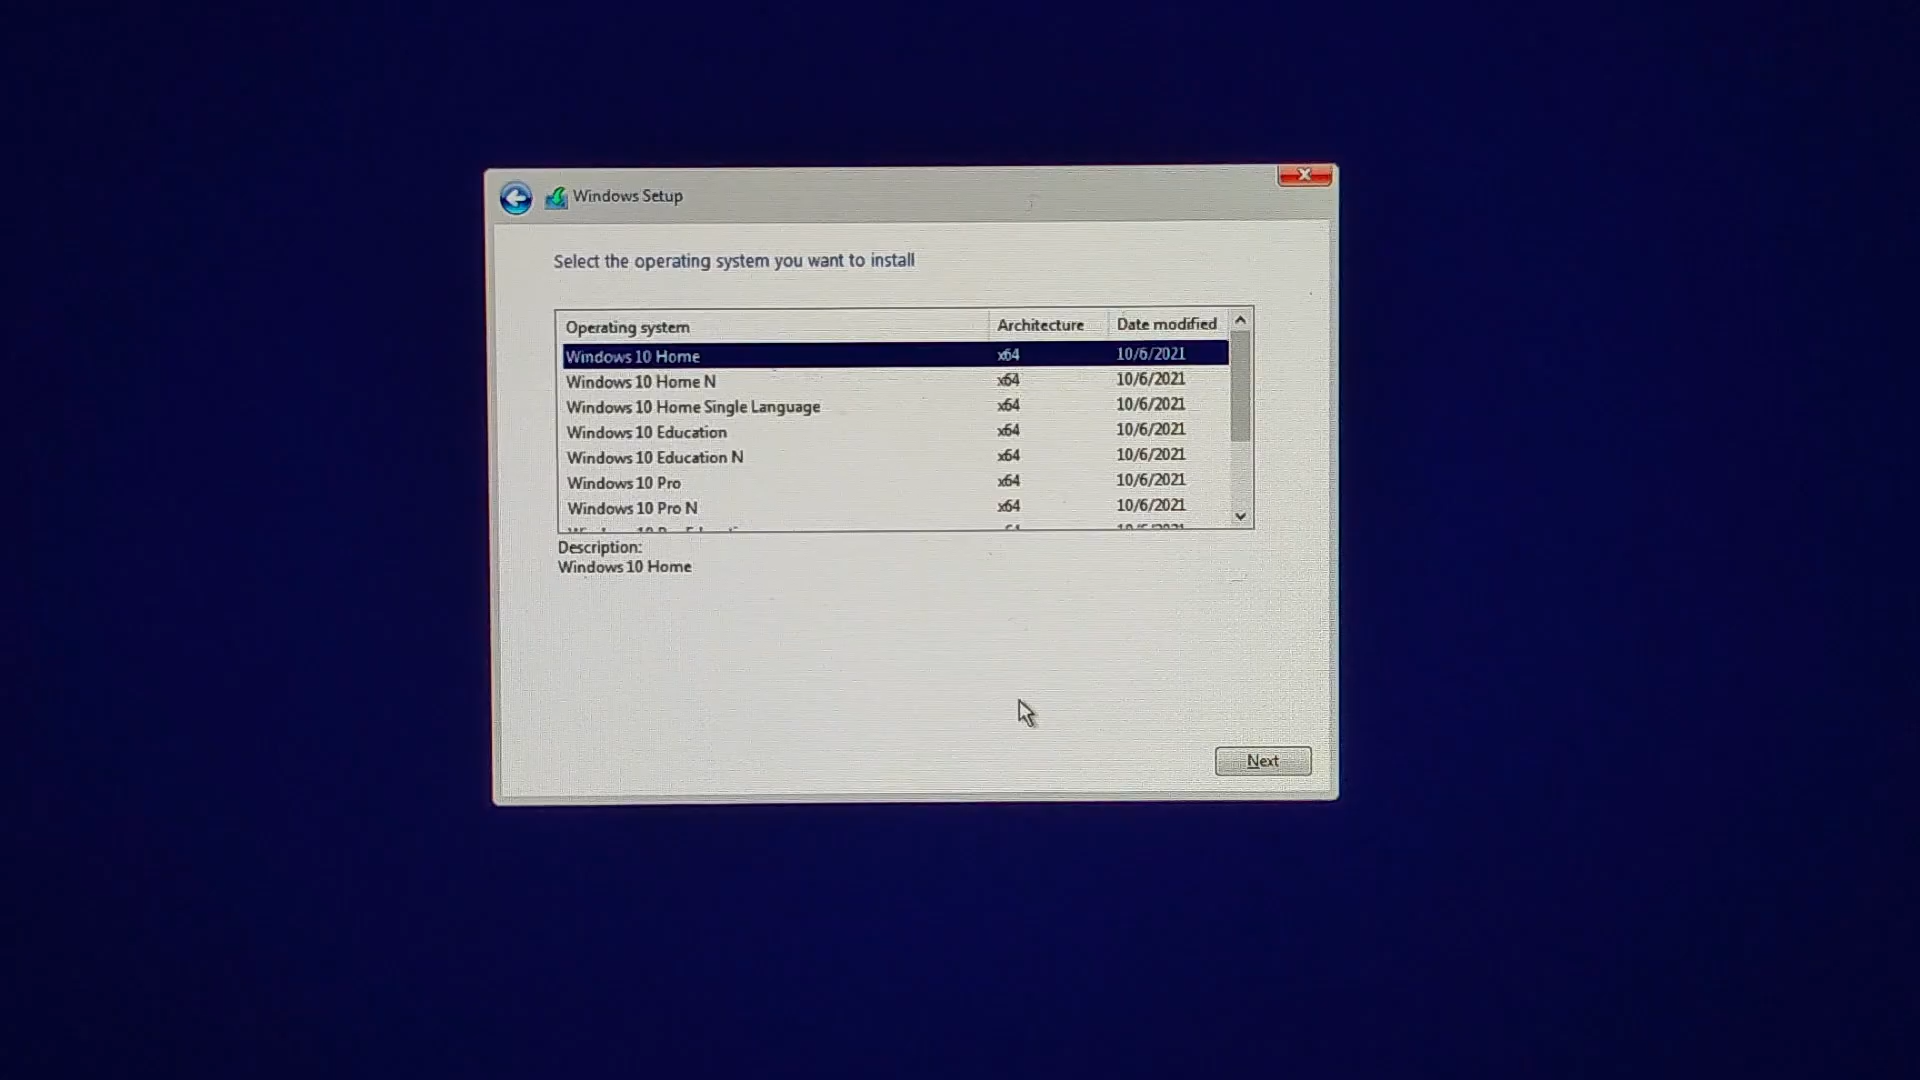 Windows Setup
Select the operating system you want to install
Operating system Architecture Date modified
Windows 10 Home x64 10/6/2021
Windows 10 Home N x64 10/6/2021
Windows 10 Home Single Language x64 10/6/2021
Windows 10 Education x64 10/6/2021
Windows 10 Education N x64 10/6/2021
Windows 10 Pro x64 10/6/2021
Windows 10 Pro N x64 10/6/2021
Description:
Windows 10 Home
Next